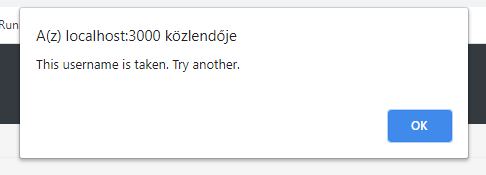 Run
A(z) localhost:3000 közlendője
This username is taken. Try another.
OK